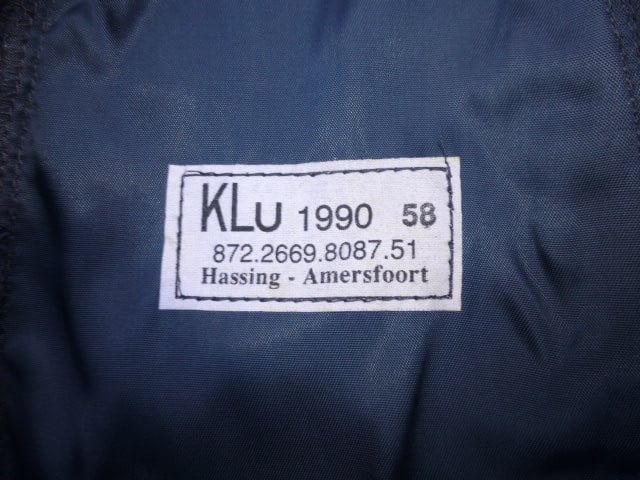 KLu 1990 58
872.2669.8087.51
Hassing - Amersfoort